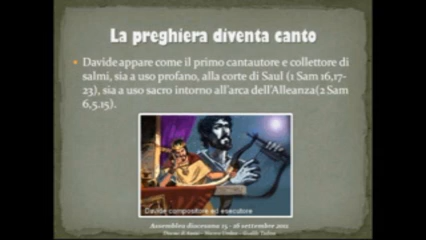 La preghiera diventa canto
Davide appare come il primo cantautore e collettore di
salmi, sia a uso profano, alla corte di Saul (1 Sam 16,17-
23), sia a uso sacro intorno all'arca dell'Alleanza(2 Sam
6,5.15).
Davide compositore ed esecutore
Assemblea diocesana 15 - 16 settembre 2011